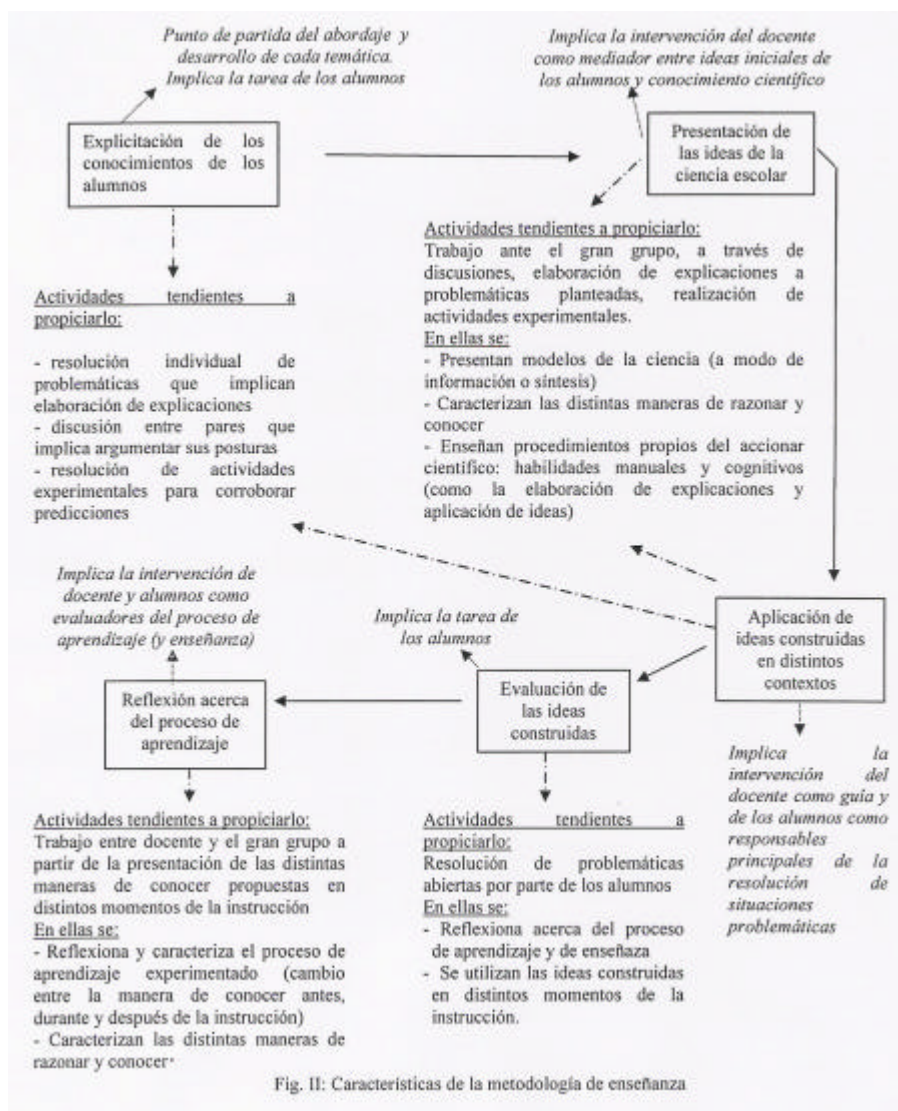 Punto de partida del abordaje y
desarrollo de cada temática.
Implica la tarea de los alumnos
Implica la intervención del docente
como mediador entre ideas iniciales de
los alumnos y conocimiento científico
Explicitación de los
conocimientos de los
alumnos
Presentación de
las ideas de la
ciencia escolar
Actividades tendientes a propiciarlo:
Trabajo ante el gran grupo, a través de
discusiones, elaboración de explicaciones a
problemáticas planteadas, realización de
actividades experimentales.
En ellas se:
- Presentan modelos de la ciencia (a modo de
información o síntesis)
- Caracterizan las distintas maneras de razonar y
conocer
- Enseñan procedimientos propios del accionar
científico: habilidades manuales y cognitivos
(como la elaboración de explicaciones y
aplicación de ideas)
Actividades tendientes a
propiciarlo:
- resolución individual de
problemáticas que implican
elaboración de explicaciones
- discusión entre pares que
implica argumentar sus posturas
- resolución de actividades
experimentales para corroborar
predicciones
Implica la intervención de
docente y alumnos como
evaluadores del proceso de
aprendizaje (y enseñanza)
Implica la tarea de
los alumnos
Aplicación de
ideas construidas
en distintos
contextos
Reflexión acerca
del proceso de
aprendizaje
Evaluación de
las ideas
construidas
Implica la
intervención del
docente como guía y
de los alumnos como
responsables
principales de la
resolución de
situaciones
problemáticas
Actividades tendientes a propiciarlo:
Trabajo entre docente y el gran grupo a
partir de la presentación de las distintas
maneras de conocer propuestas en
distintos momentos de la instrucción
En ellas se:
- Reflexiona y caracteriza el proceso de
aprendizaje experimentado (cambio
entre la manera de conocer antes,
durante y después de la instrucción)
- Caracterizan las distintas maneras de
razonar y conocer.
Actividades tendientes a
propiciarlo:
Resolución de problemáticas
abiertas por parte de los alumnos
En ellas se:
- Reflexiona acerca del proceso
de aprendizaje y de enseñaza
- Se utilizan las ideas construidas
en distintos momentos de la
instrucción.
Fig. II: Características de la metodología de enseñanza